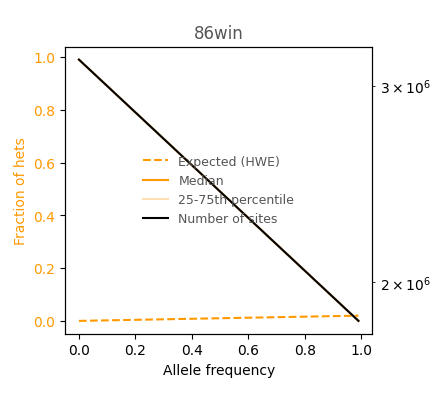 86win
Fraction of hets
1.0
0.8
0.6
0.4
0.2
0.0
3 × 10⁶
2 × 10⁶
Expected (HWE)
Median
25-75th percentile
Number of sites
0.0 0.2 0.4 0.6 0.8 1.0
Allele frequency